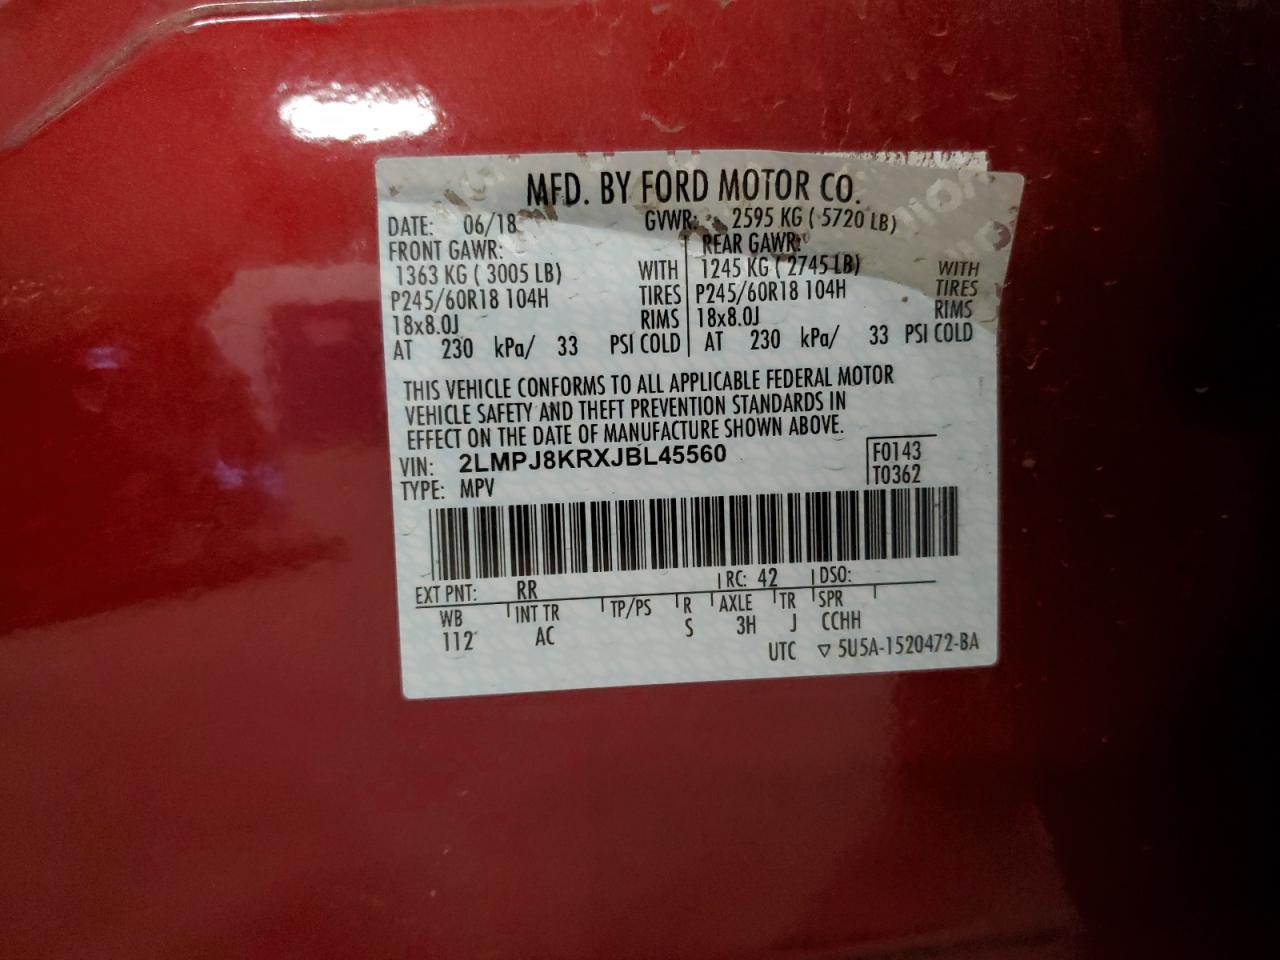 MFD. BY FORD MOTOR CO.
DATE: 06/18 GVWR: 2595 KG ( 5720 LB)
FRONT GAWR: REAR GAWR:
1363 KG ( 3005 LB) WITH 1245 KG ( 2745 LB) WITH
P245/60R18 104H TIRES P245/60R18 104H TIRES
18x8.0J RIMS 18x8.0J RIMS
AT 230 kPa/ 33 PSI COLD AT 230 kPa/ 33 PSI COLD
THIS VEHICLE CONFORMS TO ALL APPLICABLE FEDERAL MOTOR
VEHICLE SAFETY AND THEFT PREVENTION STANDARDS IN
EFFECT ON THE DATE OF MANUFACTURE SHOWN ABOVE.
VIN: 2LMPJ8KRXJBL45560 F0143
TYPE: MPV T0362
EXT PNT: RR RC: 42 DSO:
WB INT TR TP/PS R AXLE TR SPR
112 AC S 3H J CCHH
UTC ▽ 5U5A-1520472-BA